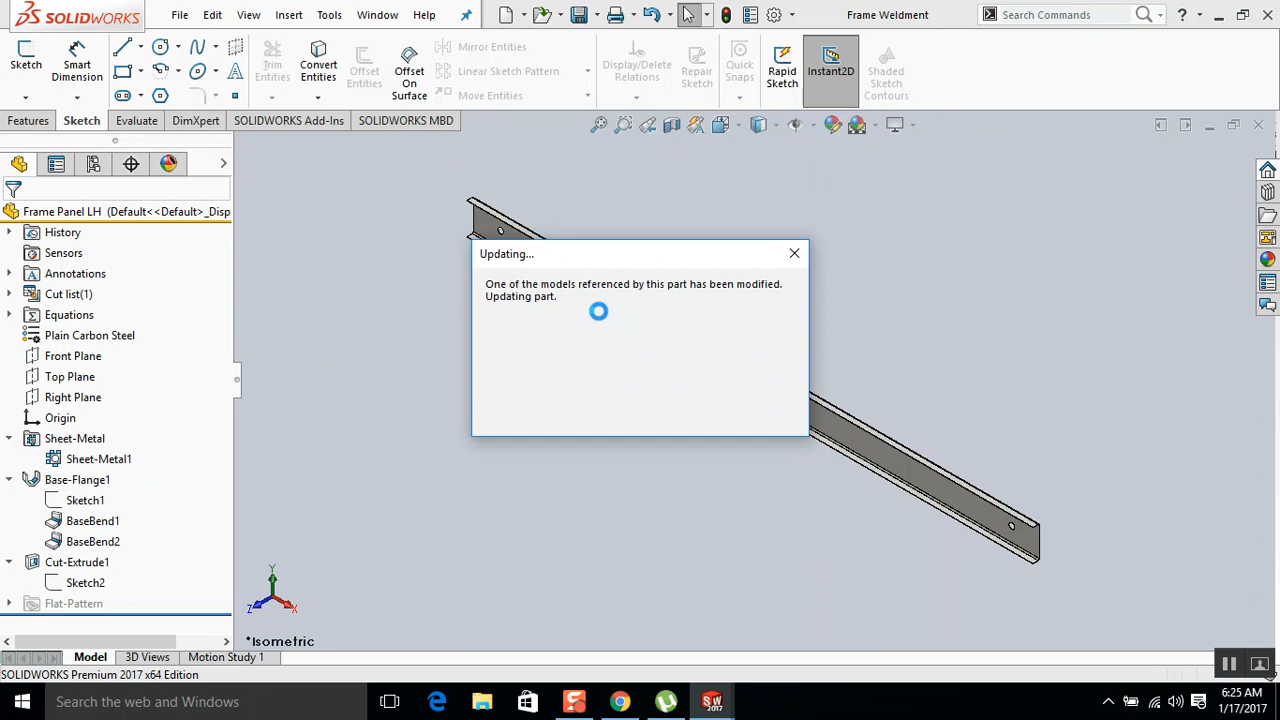 SOLIDWORKS
File Edit View Insert Tools Window Help
Frame Weldment
Search Commands
?
Sketch
Smart Dimension
Trim Entities
Convert Entities
Offset Entities
Offset On Surface
Mirror Entities
Linear Sketch Pattern
Move Entities
Display/Delete Relations
Repair Sketch
Quick Snaps
Rapid Sketch
Instant2D
Shaded Sketch Contours
Features Sketch Evaluate DimXpert SOLIDWORKS Add-Ins SOLIDWORKS MBD
Frame Panel LH (Default<<Default>_Disp
History
Sensors
Annotations
Cut list(1)
Equations
Plain Carbon Steel
Front Plane
Top Plane
Right Plane
Origin
Sheet-Metal
Sheet-Metal1
Base-Flange1
Sketch1
BaseBend1
BaseBend2
Cut-Extrude1
Sketch2
Flat-Pattern
Updating...
One of the models referenced by this part has been modified.
Updating part.
Y
Z X
*Isometric
Model 3D Views Motion Study 1
SOLIDWORKS Premium 2017 x64 Edition
Search the web and Windows
SW
2017
6:25 AM
1/17/2017